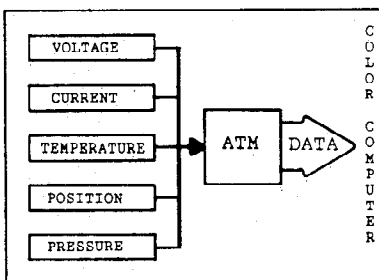 VOLTAGE
CURRENT
TEMPERATURE
POSITION
PRESSURE
ATM
DATA
COLOR COMPUTER